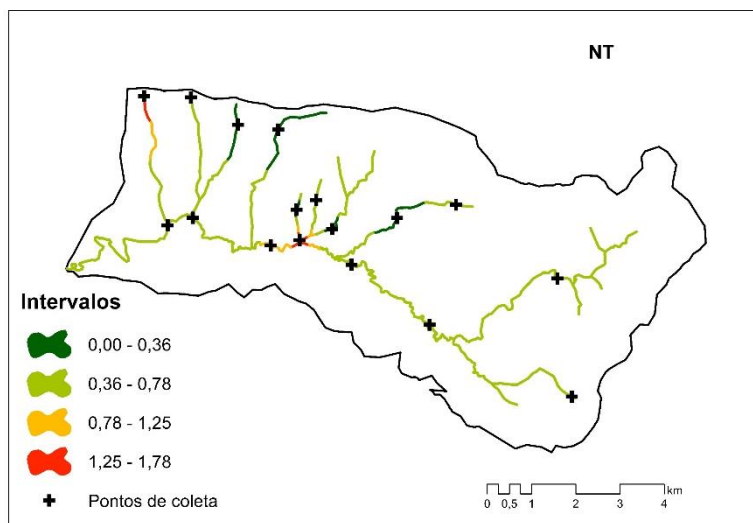 NT
Intervalos
0,00 - 0,36
0,36 - 0,78
0,78 - 1,25
1,25 - 1,78
Pontos de coleta
km
0 0,5 1 2 3 4